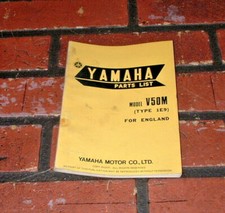 YAMAHA
PARTS LIST
MODEL V50M
(TYPE 1E9)
FOR ENGLAND
YAMAHA MOTOR CO., LTD.